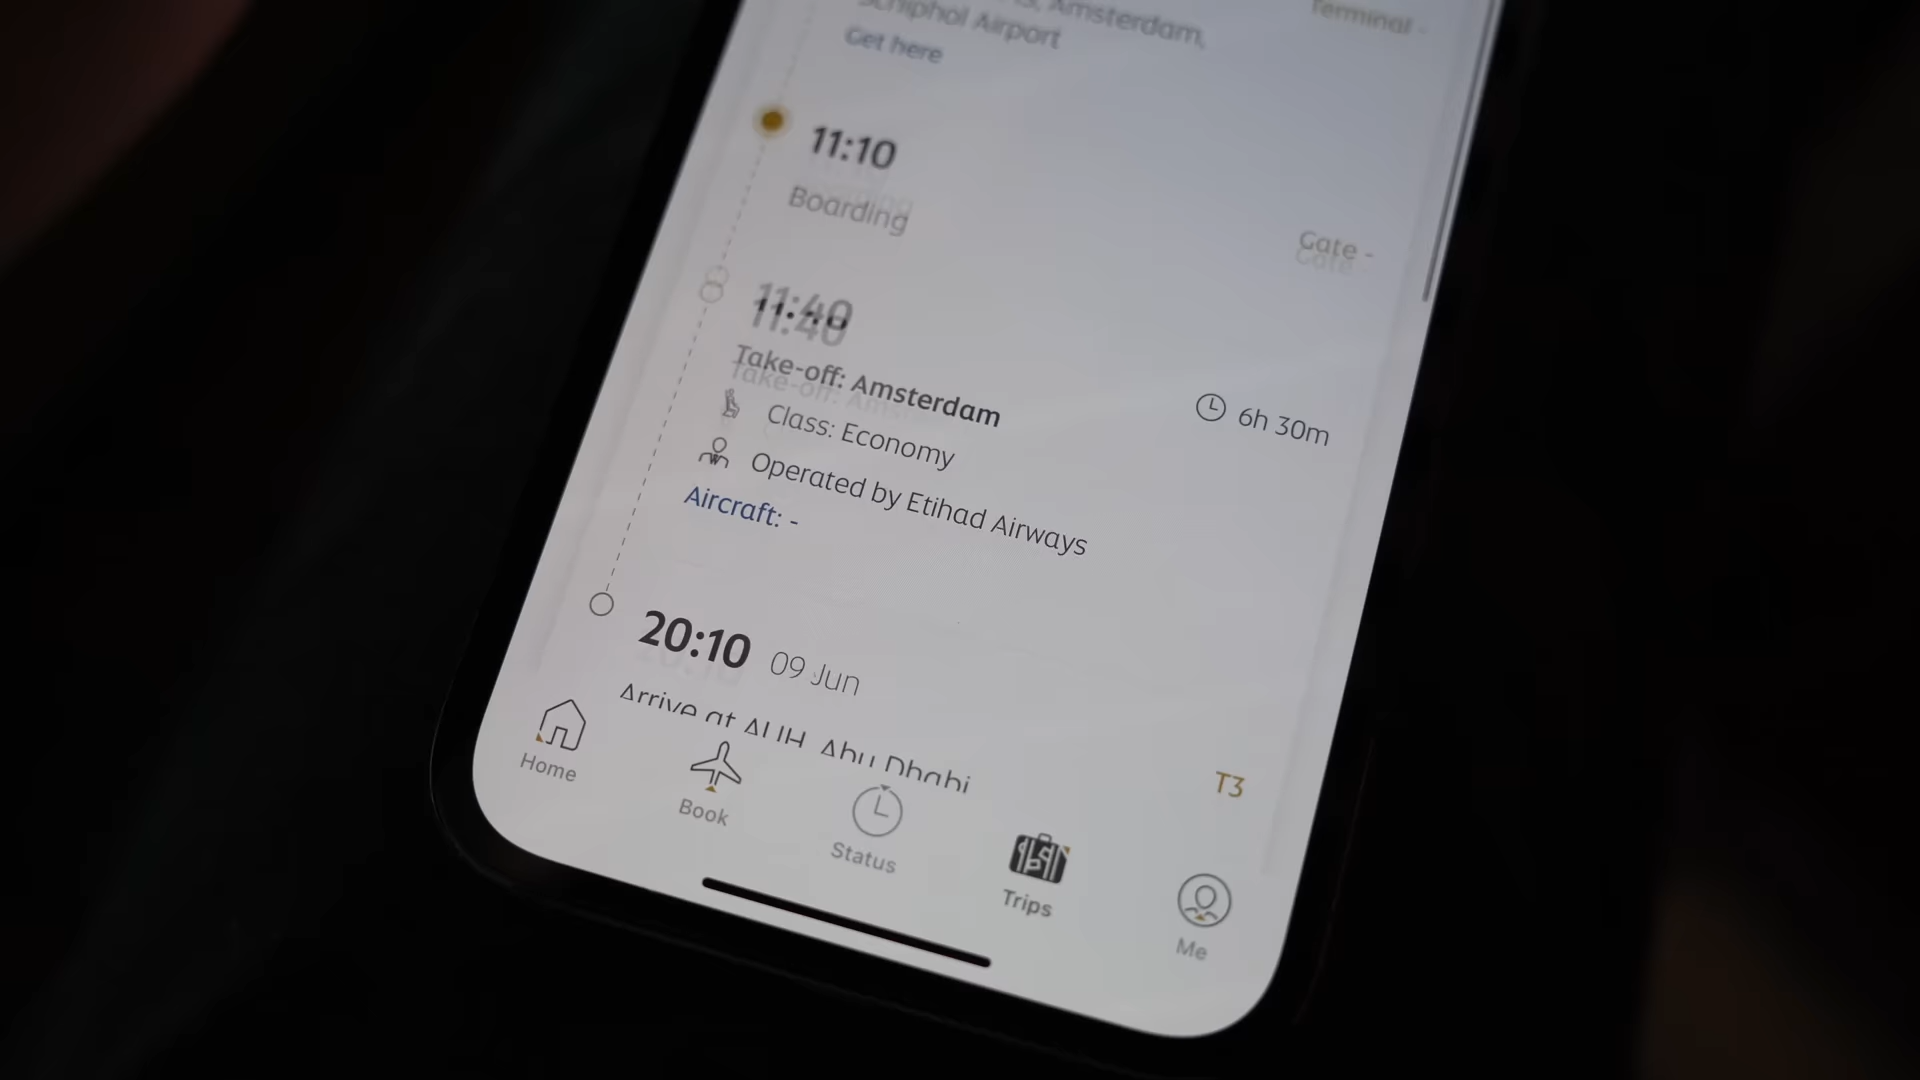 Amsterdam,
Terminal -
Schiphol Airport
Get here
11:10
Boarding
Gate -
11:40
Take-off: Amsterdam
6h 30m
Class: Economy
Operated by Etihad Airways
Aircraft: -
20:10 09 Jun
Arrive at AUH, Abu Dhabi
T3
Home
Book
Status
Trips
Me